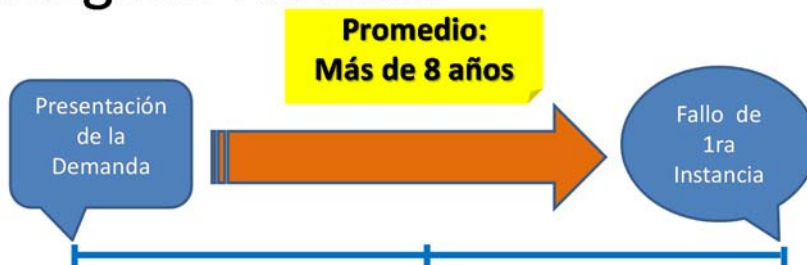 Promedio:
Más de 8 años
Presentación
de la
Demanda
Fallo de
1ra
Instancia